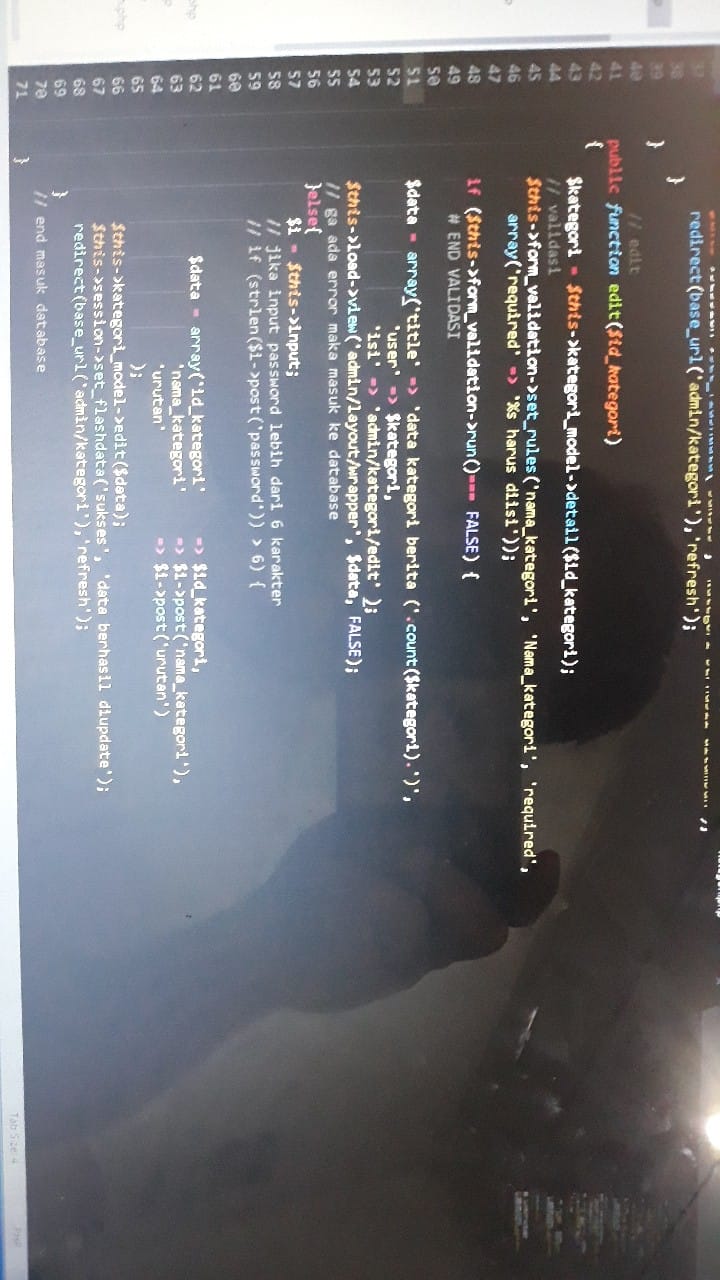 38 redirect(base_url('admin/kategori'),'refresh');
}
39 }
40 // edit
41 public function edit($id_kategori)
42 {
43 $kategori = $this->kategori_model->detail($id_kategori);
44 // validasi
45 $this->form_validation->set_rules('nama_kategori', 'Nama_kategori', 'required',
46 array('required' => '%s harus diisi'));
47
48 if ($this->form_validation->run()=== FALSE) {
49 # END VALIDASI
50
51 $data = array('title' => 'data kategori berita ('.count($kategori).')',
52 'user' => $kategori,
53 'isi' => 'admin/kategori/edit' );
54 $this->load->view('admin/layout/wrapper', $data, FALSE);
55 // ga ada error maka masuk ke database
56 }else{
57 $i = $this->input;
58 // jika input password lebih dari 6 karakter
59 // if (strlen($i->post('password')) > 6) {
60
61
62 $data = array('id_kategori' => $id_kategori,
63 'nama_kategori' => $i->post('nama_kategori'),
64 'urutan' => $i->post('urutan')
65 );
66 $this->kategori_model->edit($data);
67 $this->session->set_flashdata('sukses', 'data berhasil diupdate');
68 redirect(base_url('admin/kategori'),'refresh');
69 }
70 // end masuk database
71 }
Tab Size: 4 PHP